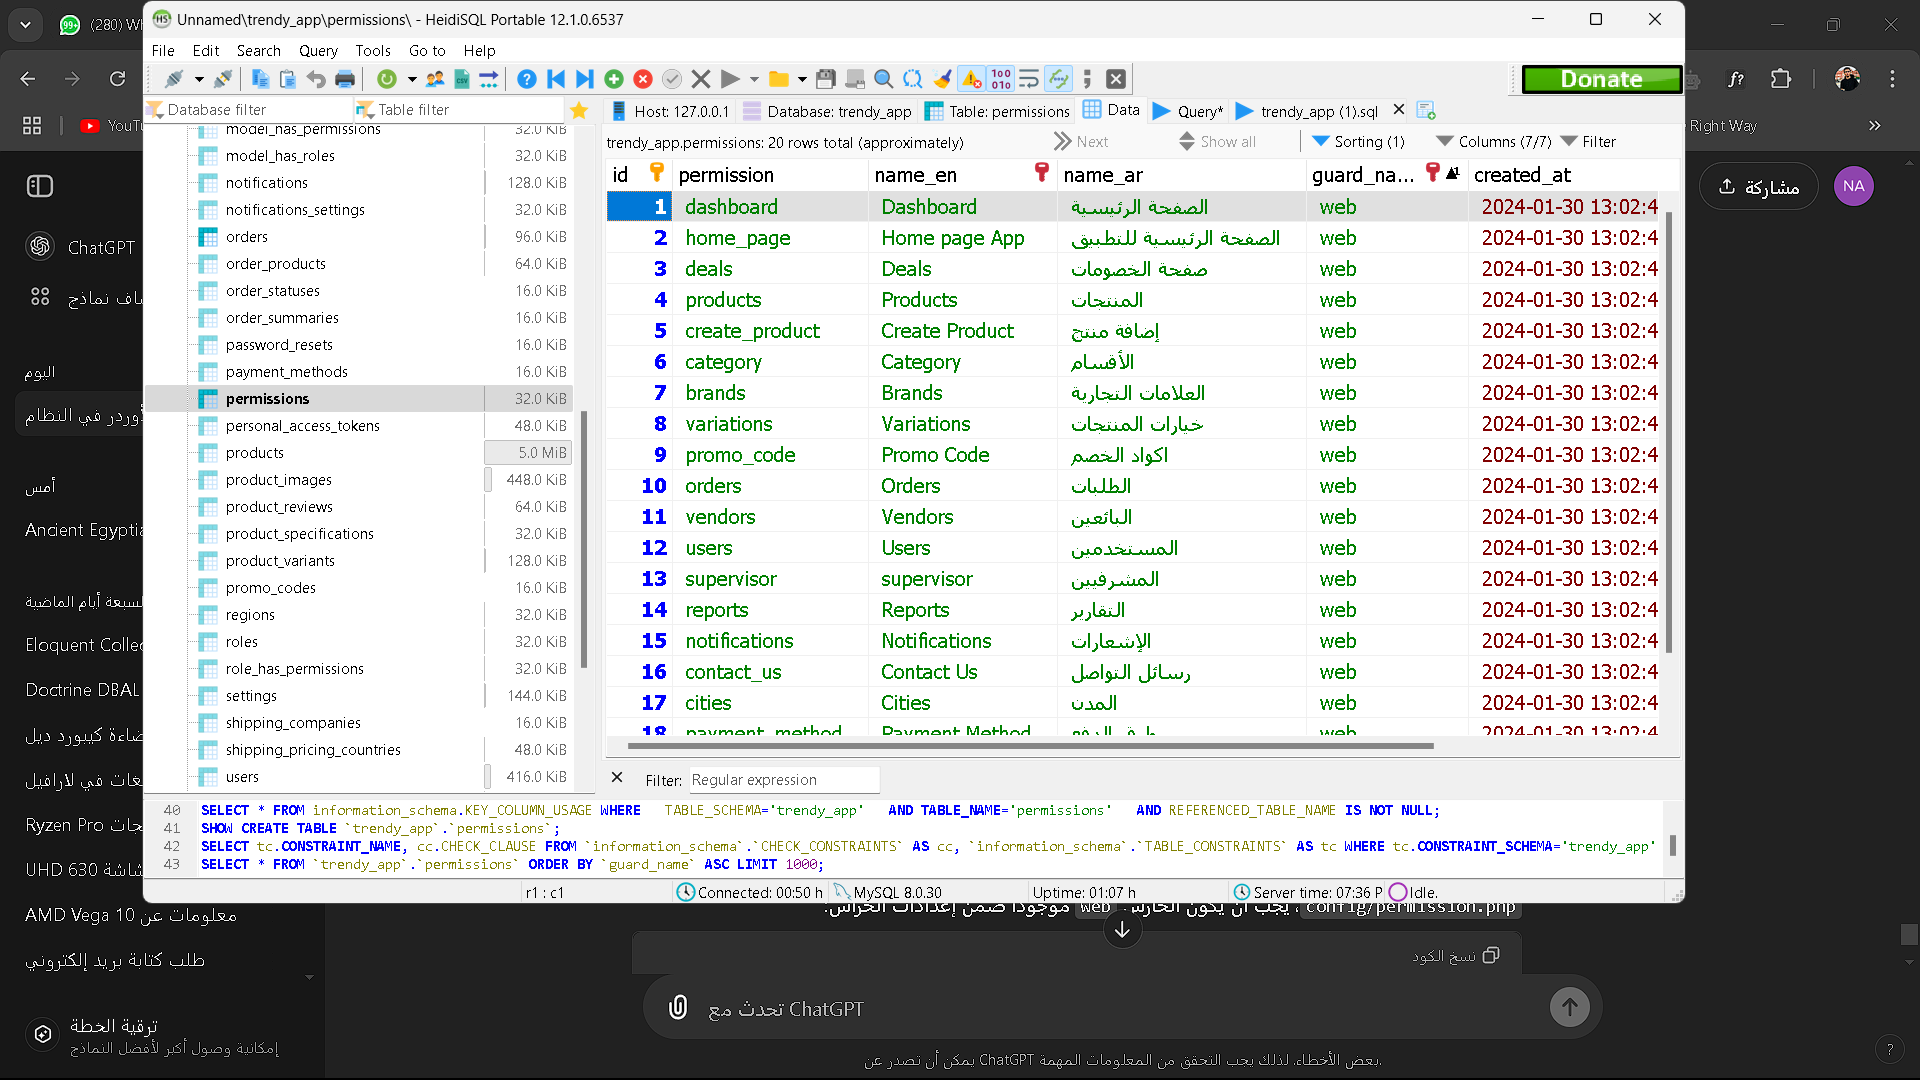 (280)
Unnamed\trendy_app\permissions\ - HeidiSQL Portable 12.1.0.6537
File Edit Search Query Tools Go to Help
Donate
Database filter
Table filter
Host: 127.0.0.1
Database: trendy_app
Table: permissions
Data
Query*
trendy_app (1).sql
trendy_app.permissions: 20 rows total (approximately)
Next
Show all
Sorting (1)
Columns (7/7)
Filter
model_has_permissions 32.0 KiB
model_has_roles 32.0 KiB
notifications 128.0 KiB
notifications_settings 32.0 KiB
orders 96.0 KiB
order_products 64.0 KiB
order_statuses 16.0 KiB
order_summaries 16.0 KiB
password_resets 16.0 KiB
payment_methods 16.0 KiB
permissions 32.0 KiB
personal_access_tokens 48.0 KiB
products 5.0 MiB
product_images 448.0 KiB
product_reviews 64.0 KiB
product_specifications 32.0 KiB
product_variants 128.0 KiB
promo_codes 16.0 KiB
regions 32.0 KiB
roles 32.0 KiB
role_has_permissions 32.0 KiB
settings 144.0 KiB
shipping_companies 16.0 KiB
shipping_pricing_countries 48.0 KiB
users 416.0 KiB
id permission name_en name_ar guard_na... created_at
1 dashboard Dashboard الصفحة الرئيسية web 2024-01-30 13:02:4
2 home_page Home page App الصفحة الرئيسية للتطبيق web 2024-01-30 13:02:4
3 deals Deals صفحة الخصومات web 2024-01-30 13:02:4
4 products Products المنتجات web 2024-01-30 13:02:4
5 create_product Create Product إضافة منتج web 2024-01-30 13:02:4
6 category Category الأقسام web 2024-01-30 13:02:4
7 brands Brands العلامات التجارية web 2024-01-30 13:02:4
8 variations Variations خيارات المنتجات web 2024-01-30 13:02:4
9 promo_code Promo Code اكواد الخصم web 2024-01-30 13:02:4
10 orders Orders الطلبات web 2024-01-30 13:02:4
11 vendors Vendors البائعين web 2024-01-30 13:02:4
12 users Users المستخدمين web 2024-01-30 13:02:4
13 supervisor supervisor المشرفيين web 2024-01-30 13:02:4
14 reports Reports التقارير web 2024-01-30 13:02:4
15 notifications Notifications الإشعارات web 2024-01-30 13:02:4
16 contact_us Contact Us رسائل التواصل web 2024-01-30 13:02:4
17 cities Cities المدن web 2024-01-30 13:02:4
18 payment_method Payment Method طرق الدفع web 2024-01-30 13:02:4
Filter: Regular expression
40 SELECT * FROM information_schema.KEY_COLUMN_USAGE WHERE TABLE_SCHEMA='trendy_app' AND TABLE_NAME='permissions' AND REFERENCED_TABLE_NAME IS NOT NULL;
41 SHOW CREATE TABLE `trendy_app`.`permissions`;
42 SELECT tc.CONSTRAINT_NAME, cc.CHECK_CLAUSE FROM `information_schema`.`CHECK_CONSTRAINTS` AS cc, `information_schema`.`TABLE_CONSTRAINTS` AS tc WHERE tc.CONSTRAINT_SCHEMA='trendy_app'
43 SELECT * FROM `trendy_app`.`permissions` ORDER BY `guard_name` ASC LIMIT 1000;
r1 : c1
Connected: 00:50 h
MySQL 8.0.30
Uptime: 01:07 h
Server time: 07:36 P
Idle.
Right Way
مشاركة
NA
ChatGPT
نماذج
اليوم
في النظام
أمس
Ancient
السبعة أيام الماضية
Eloquent
Doctrine DBAL
كيبورد ديل
في لارافيل
Ryzen Pro
شاشة UHD 630
معلومات عن AMD Vega 10
طلب كتابة بريد إلكتروني
ترقية الخطة
إمكانية وصول أكبر لأفضل النماذج
config/permission.php، يجب أن يكون الحارس web موجودًا ضمن إعدادات الحراس.
نسخ الكود
تحدث مع ChatGPT
يمكن أن تصدر عن ChatGPT بعض الأخطاء. لذلك يجب التحقق من المعلومات المهمة.
?